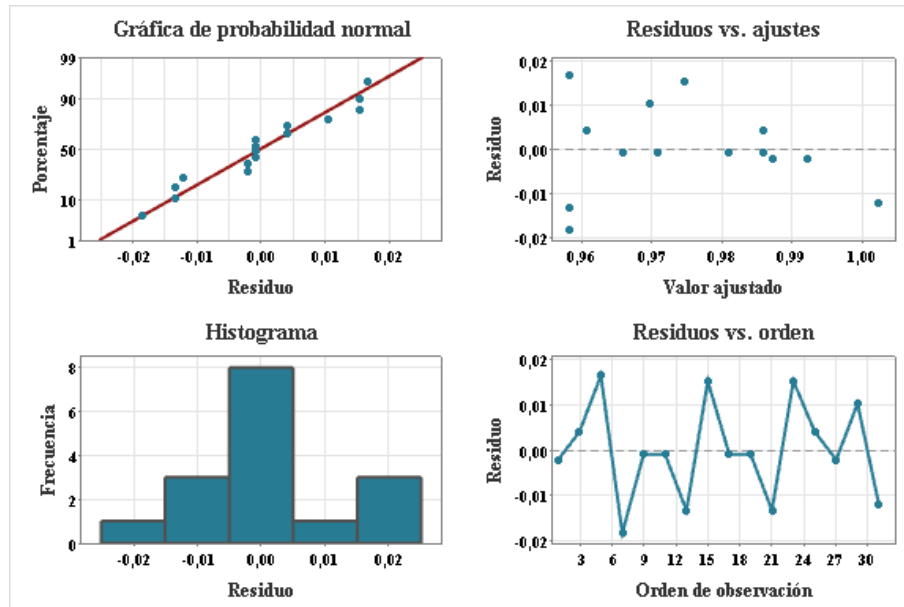 Gráfica de probabilidad normal
99
90
50
10
1
Porcentaje
-0,02 -0,01 0,00 0,01 0,02
Residuo
Residuos vs. ajustes
0,02
0,01
0,00
-0,01
-0,02
Residuo
0,96 0,97 0,98 0,99 1,00
Valor ajustado
Histograma
8
6
4
2
0
Frecuencia
-0,02 -0,01 0,00 0,01 0,02
Residuo
Residuos vs. orden
0,02
0,01
0,00
-0,01
-0,02
Residuo
3 6 9 12 15 18 21 24 27 30
Orden de observación